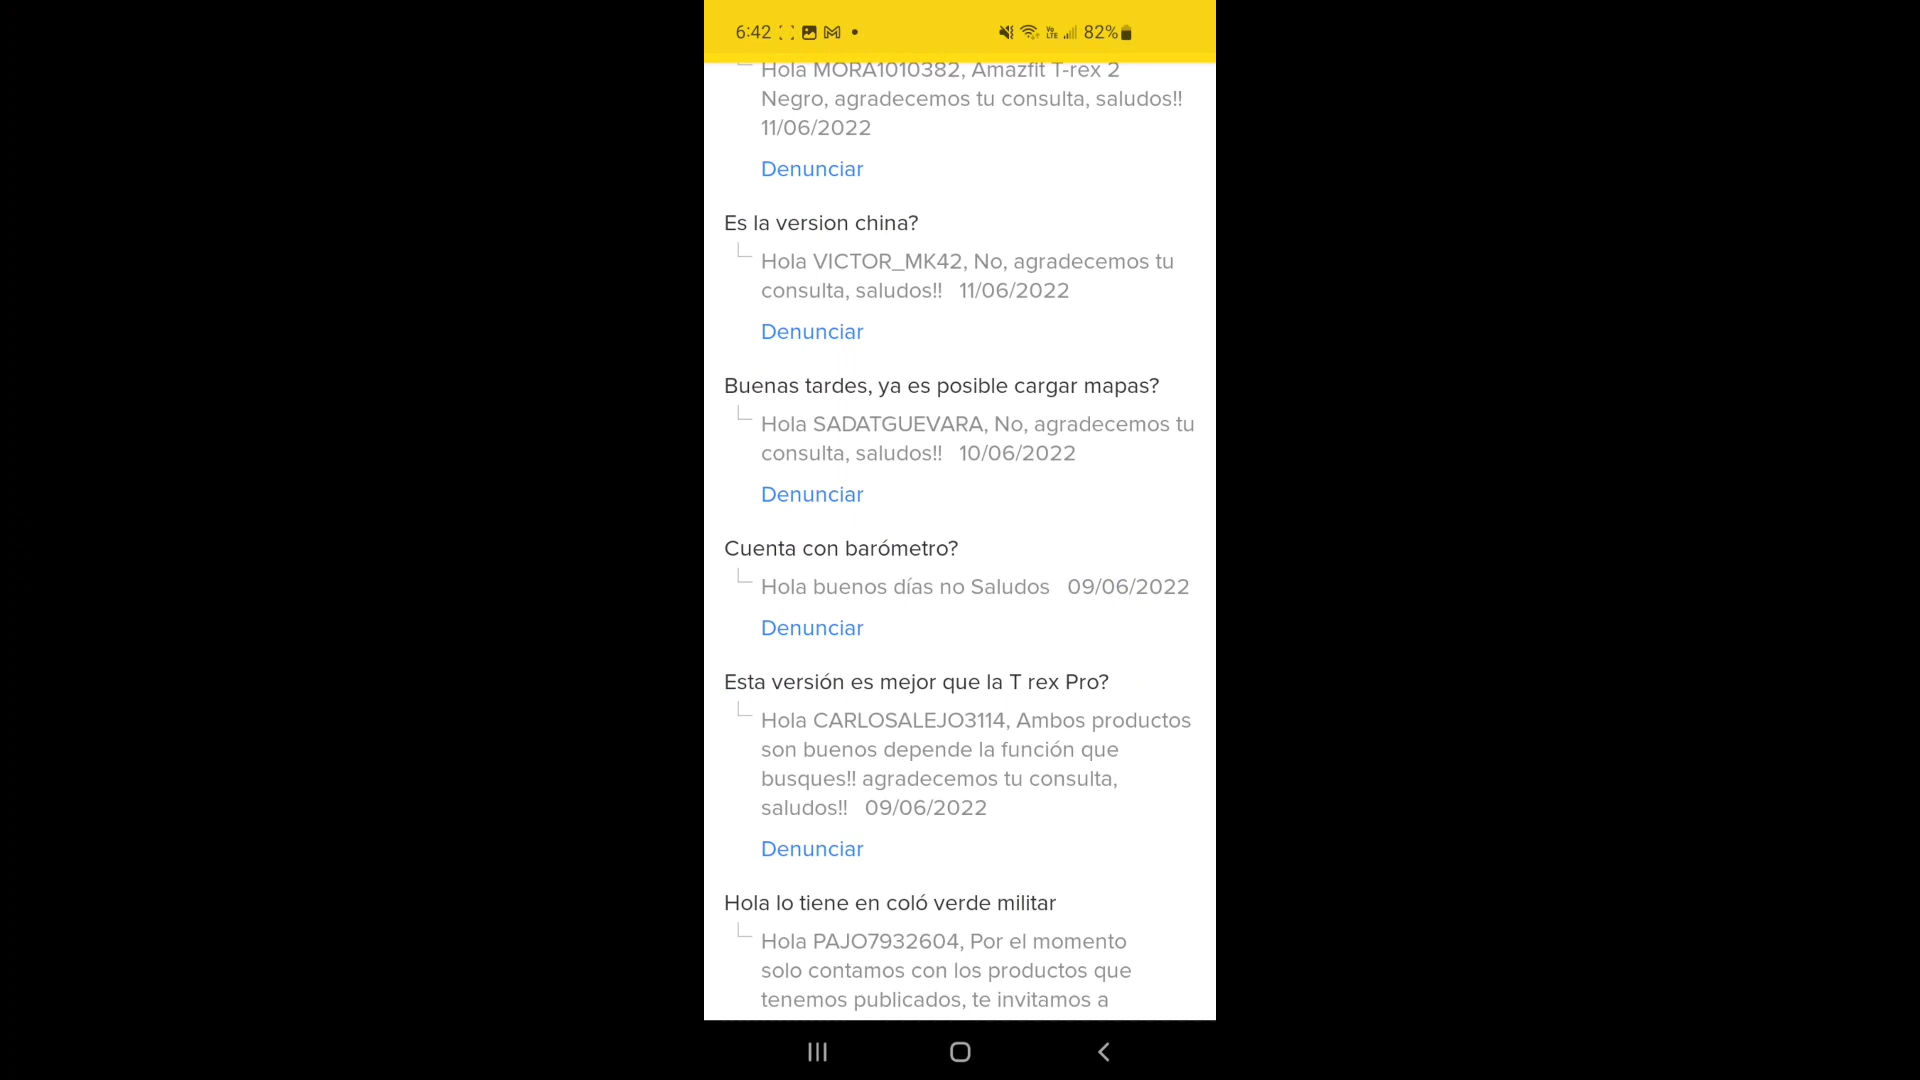 6:42
82%
Hola MORA1010382, Amazfit T-rex 2
Negro, agradecemos tu consulta, saludos!!
11/06/2022
Denunciar
Es la version china?
Hola VICTOR_MK42, No, agradecemos tu
consulta, saludos!! 11/06/2022
Denunciar
Buenas tardes, ya es posible cargar mapas?
Hola SADATGUEVARA, No, agradecemos tu
consulta, saludos!! 10/06/2022
Denunciar
Cuenta con barómetro?
Hola buenos días no Saludos 09/06/2022
Denunciar
Esta versión es mejor que la T rex Pro?
Hola CARLOSALEJO3114, Ambos productos
son buenos depende la función que
busques!! agradecemos tu consulta,
saludos!! 09/06/2022
Denunciar
Hola lo tiene en coló verde militar
Hola PAJO7932604, Por el momento
solo contamos con los productos que
tenemos publicados, te invitamos a